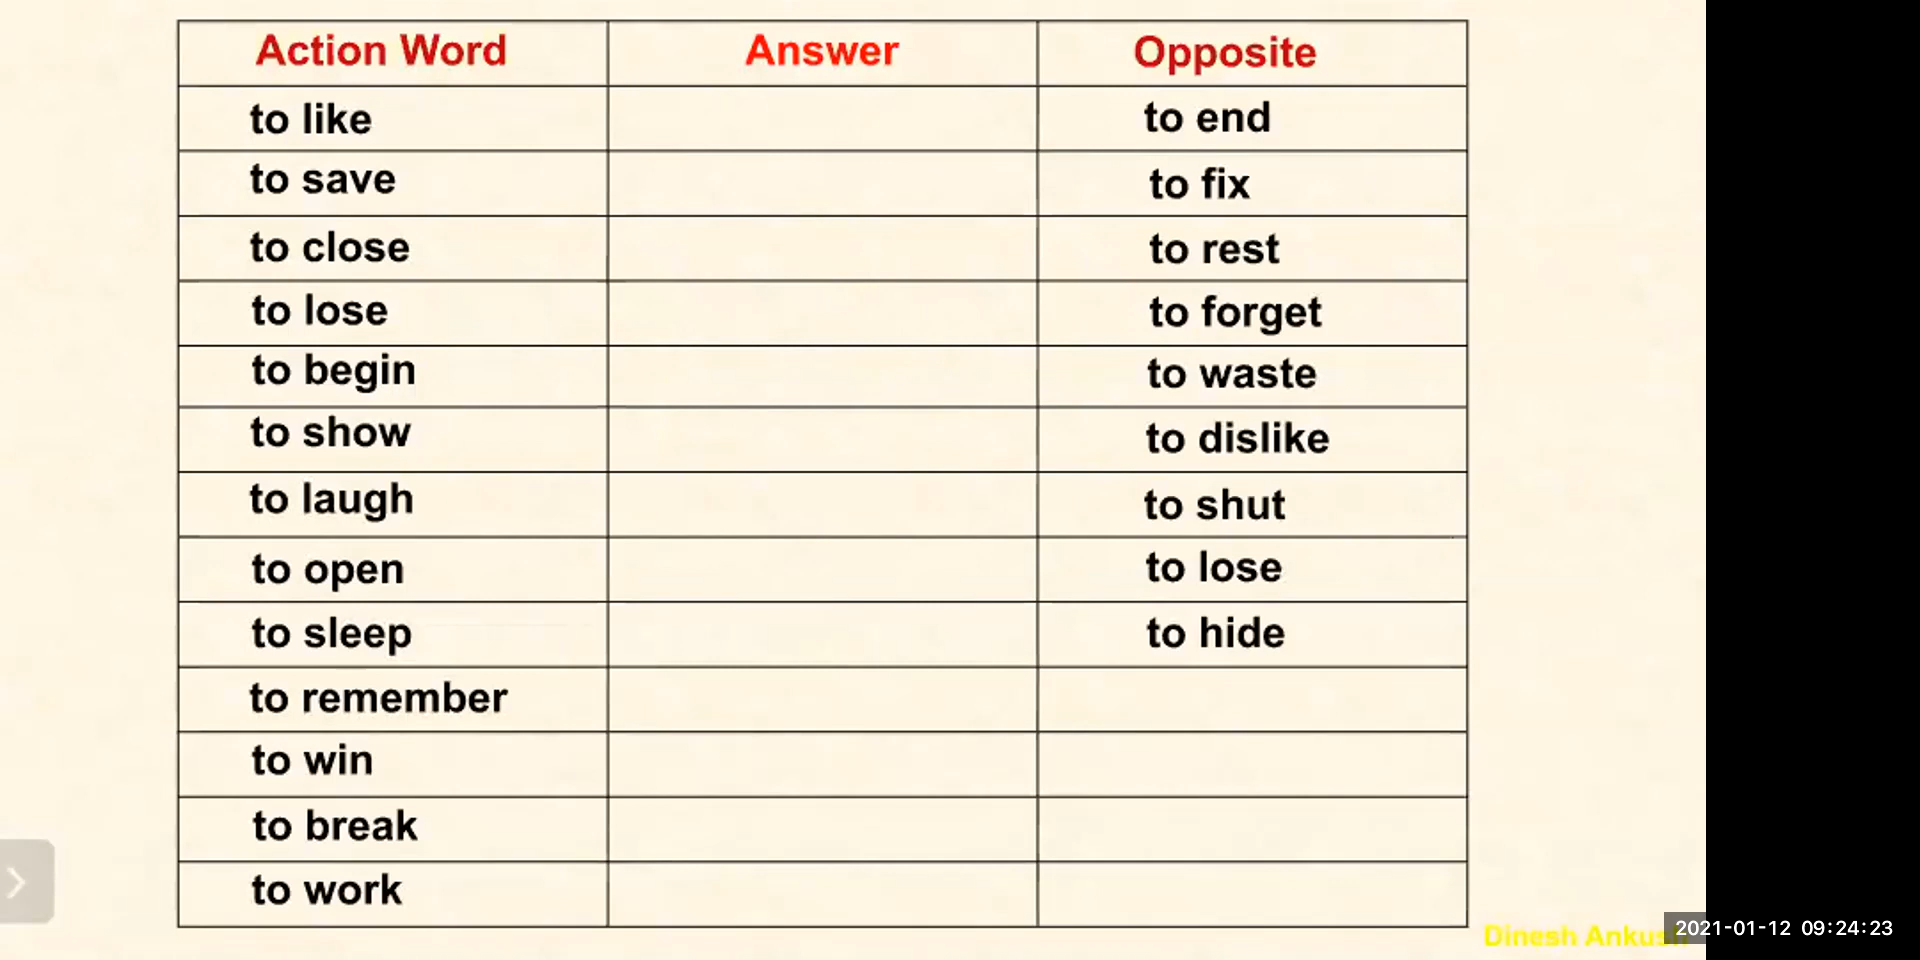 Action Word Answer Opposite
to like to end
to save to fix
to close to rest
to lose to forget
to begin to waste
to show to dislike
to laugh to shut
to open to lose
to sleep to hide
to remember
to win
to break
to work
Dinesh
2021-01-12 09:24:23